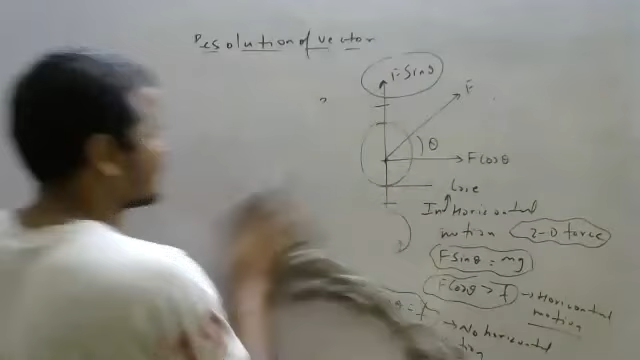 Resolution of vector
F Sinθ
F
θ
F Cosθ
Case
In Horizontal
motion 2-D force
F Sinθ = mg
F Cosθ > f → Horizontal
motion
= f → No horizontal